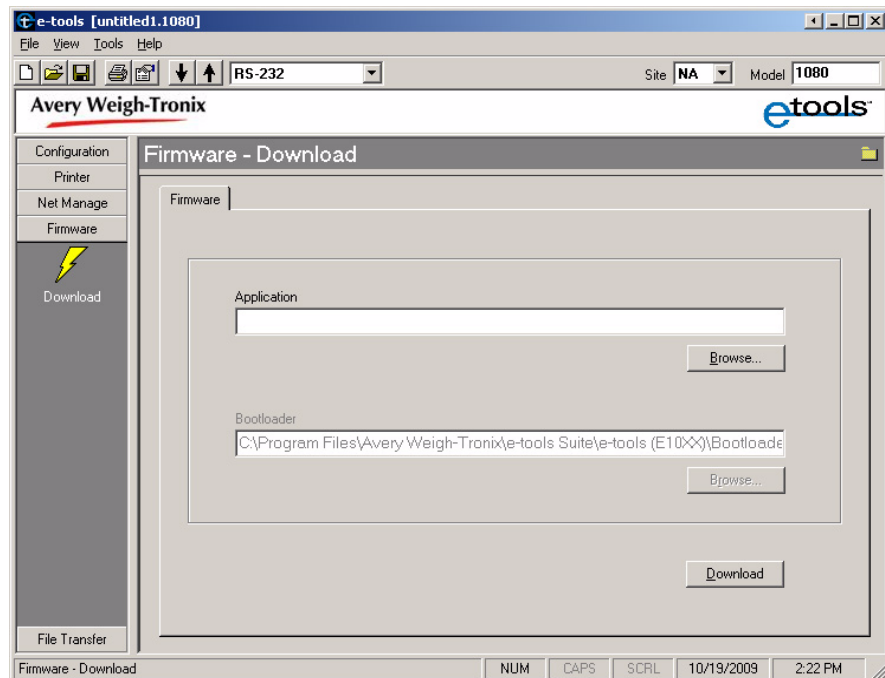 e-tools [untitled1.1080]
File View Tools Help
RS-232 Site NA Model 1080
Avery Weigh-Tronix etools
Configuration
Printer
Net Manage
Firmware
Download
File Transfer
Firmware - Download
Firmware
Application
Browse...
Bootloader
C:\Program Files\Avery Weigh-Tronix\e-tools Suite\e-tools (E10XX)\Bootloade
Browse...
Download
Firmware - Download NUM CAPS SCRL 10/19/2009 2:22 PM